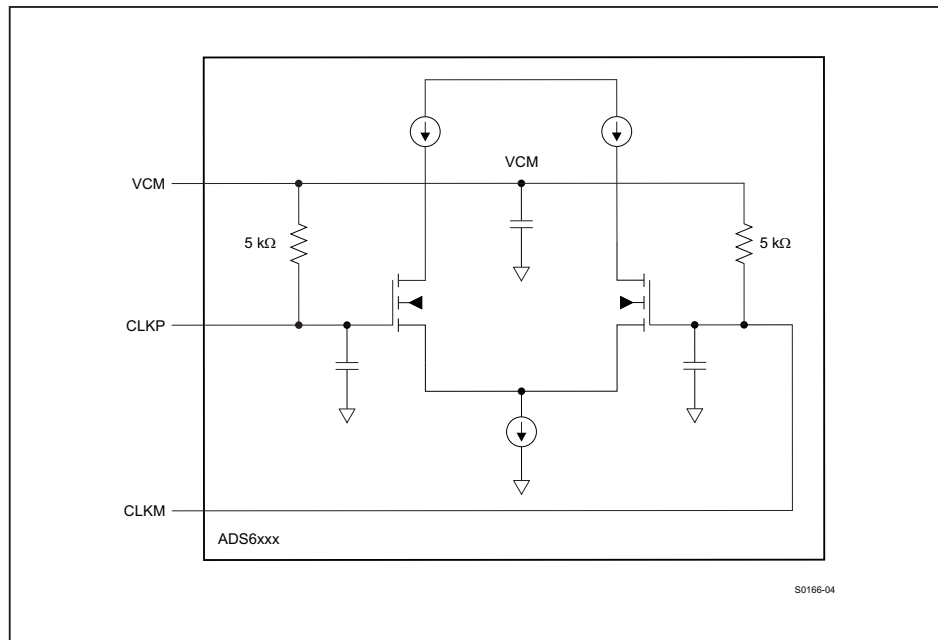 VCM
VCM
5 kΩ
5 kΩ
CLKP
CLKM
ADS6xxx
S0166-04